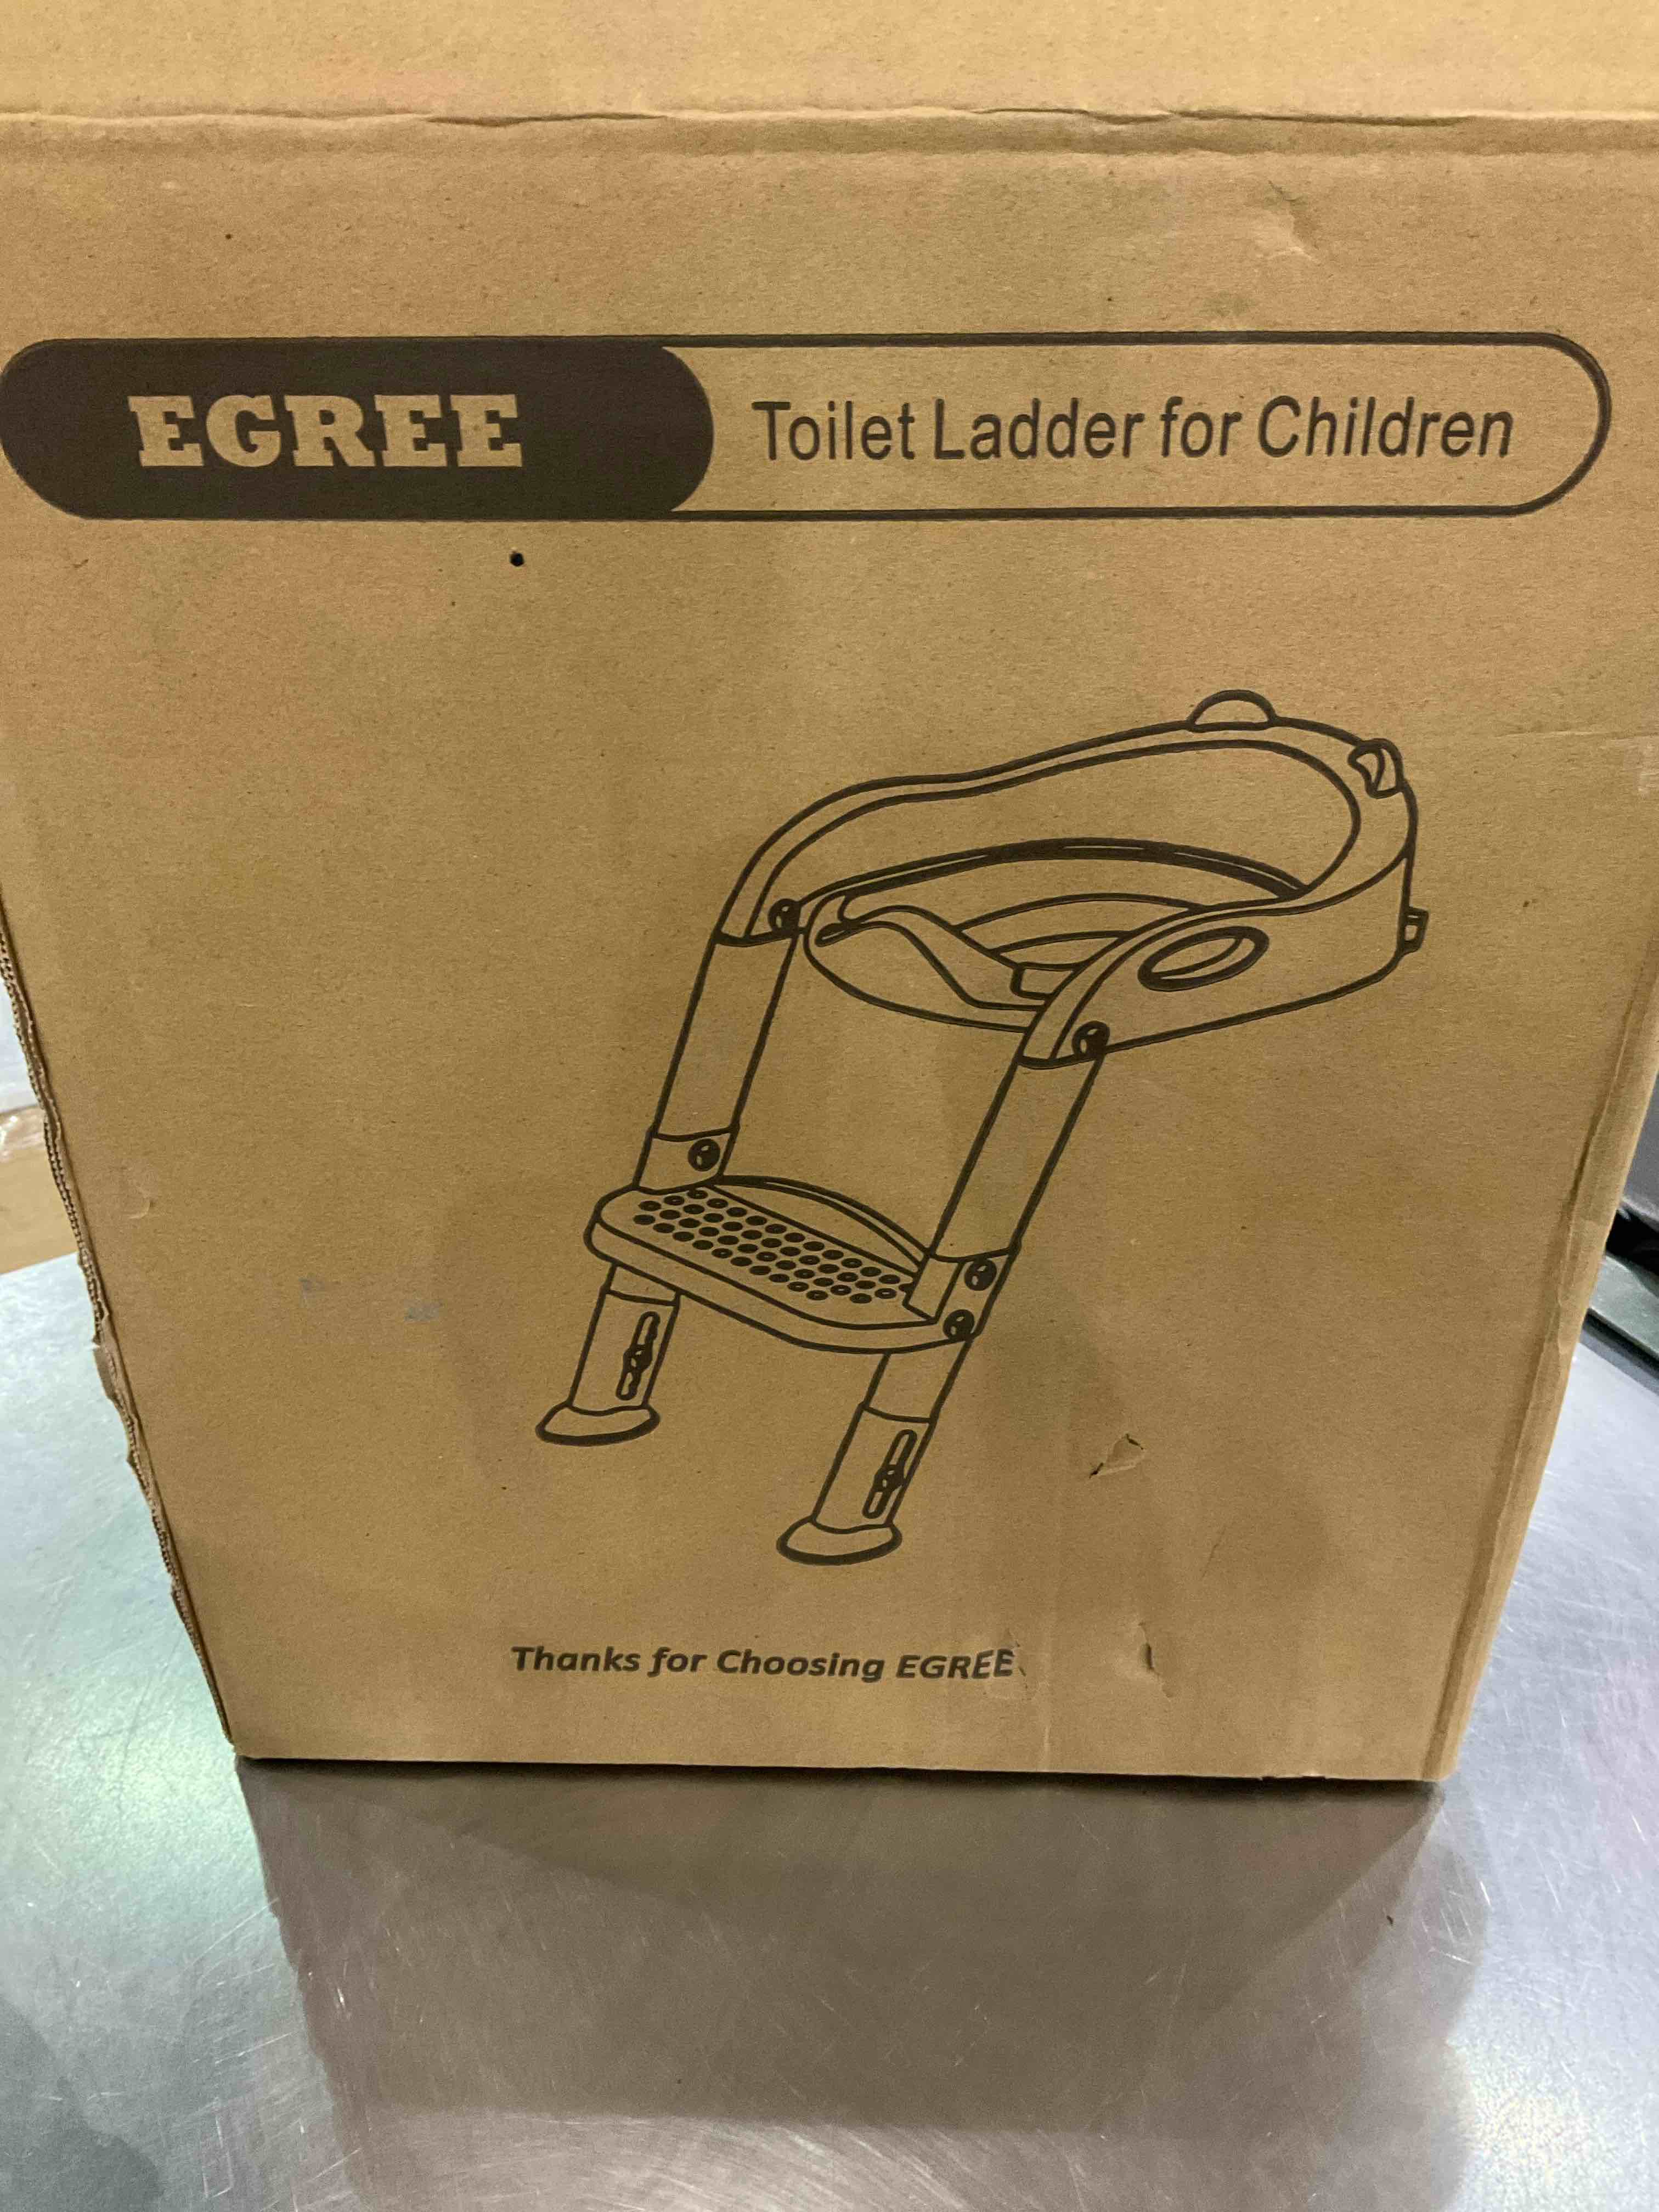 EGREE Toilet Ladder for Children
Thanks for Choosing EGREE